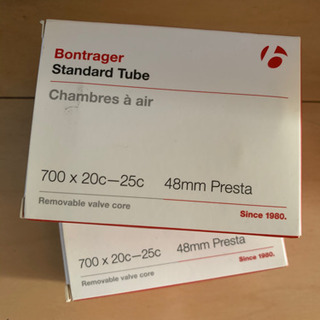 Bontrager
Standard Tube
Chambres à air
700 x 20c—25c 48mm Presta
Removable valve core
Since 1980.
700 x 20c—25c 48mm Presta
Removable valve core
Since 1980.